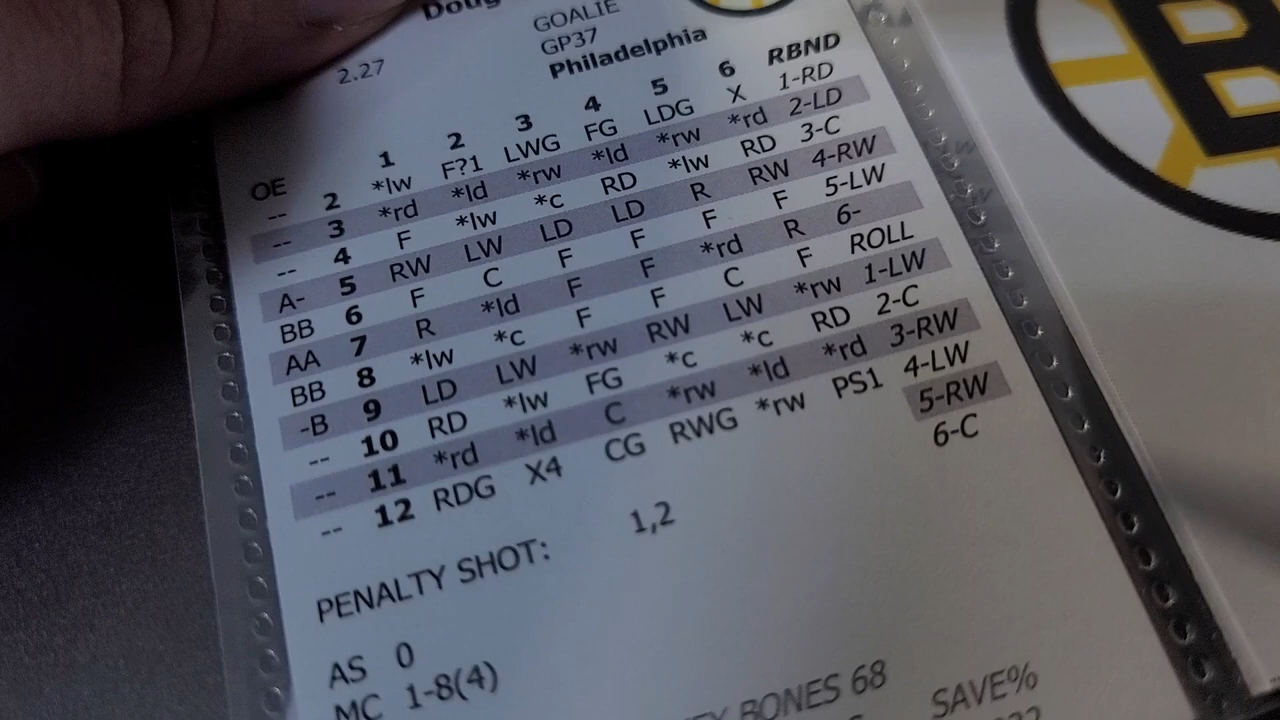 Doug
GOALIE
GP37
2.27 Philadelphia
OE 1 2 3 4 5 6 RBND
-- 2 *lw F?1 LWG FG LDG X 1-RD
-- 3 *rd *ld *rw *ld *rw *rd 2-LD
-- 4 F *lw *c RD *lw RD 3-C
A- 5 RW LW LD LD R RW 4-RW
BB 6 F C F F F F 5-LW
AA 7 R *ld F F *rd R 6-
BB 8 *lw *c F F C F ROLL
-B 9 LD LW *rw RW LW *rw 1-LW
-- 10 RD *lw FG *c *c RD 2-C
-- 11 *rd *ld C *rw *ld *rd 3-RW
-- 12 RDG X4 CG RWG *rw PS1 4-LW
5-RW
6-C
PENALTY SHOT: 1,2
AS 0
MC 1-8(4)
BONES 68
SAVE%